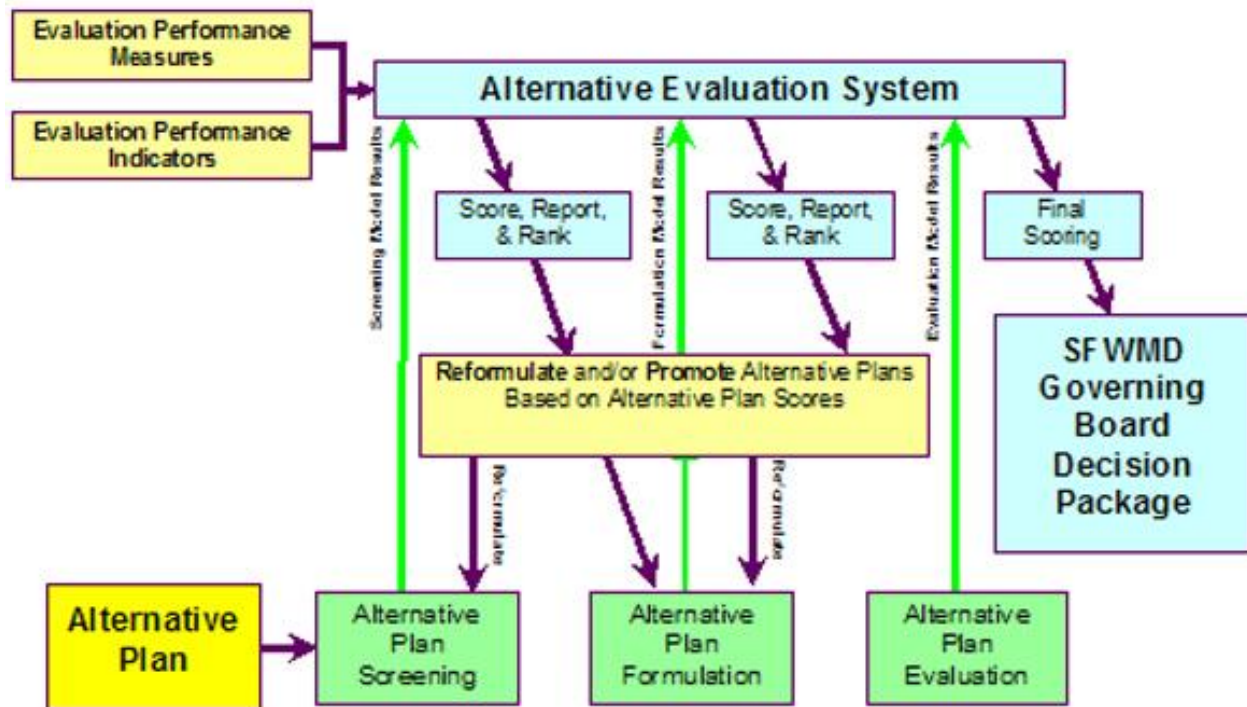 Evaluation Performance
Measures
Evaluation Performance
Indicators
Alternative Evaluation System
Screening Model Results
Score, Report,
& Rank
Formulation Model Results
Score, Report,
& Rank
Evaluation Model Results
Final
Scoring
Reformulate and/or Promote Alternative Plans
Based on Alternative Plan Scores
SFWMD
Governing
Board
Decision
Package
Reformulate
Reformulate
Alternative
Plan
Alternative
Plan
Screening
Alternative
Plan
Formulation
Alternative
Plan
Evaluation